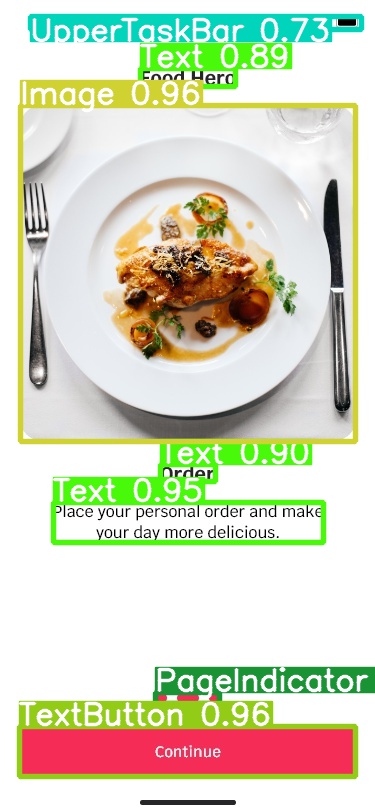 UpperTaskBar 0.73
Text 0.89
Food Hero
Image 0.96
Text 0.90
Order
Text 0.95
Place your personal order and make
your day more delicious.
PageIndicator
TextButton 0.96
Continue